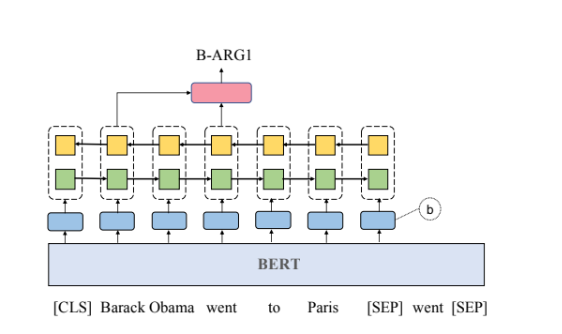 B-ARG1
b
BERT
[CLS] Barack Obama went to Paris [SEP] went [SEP]